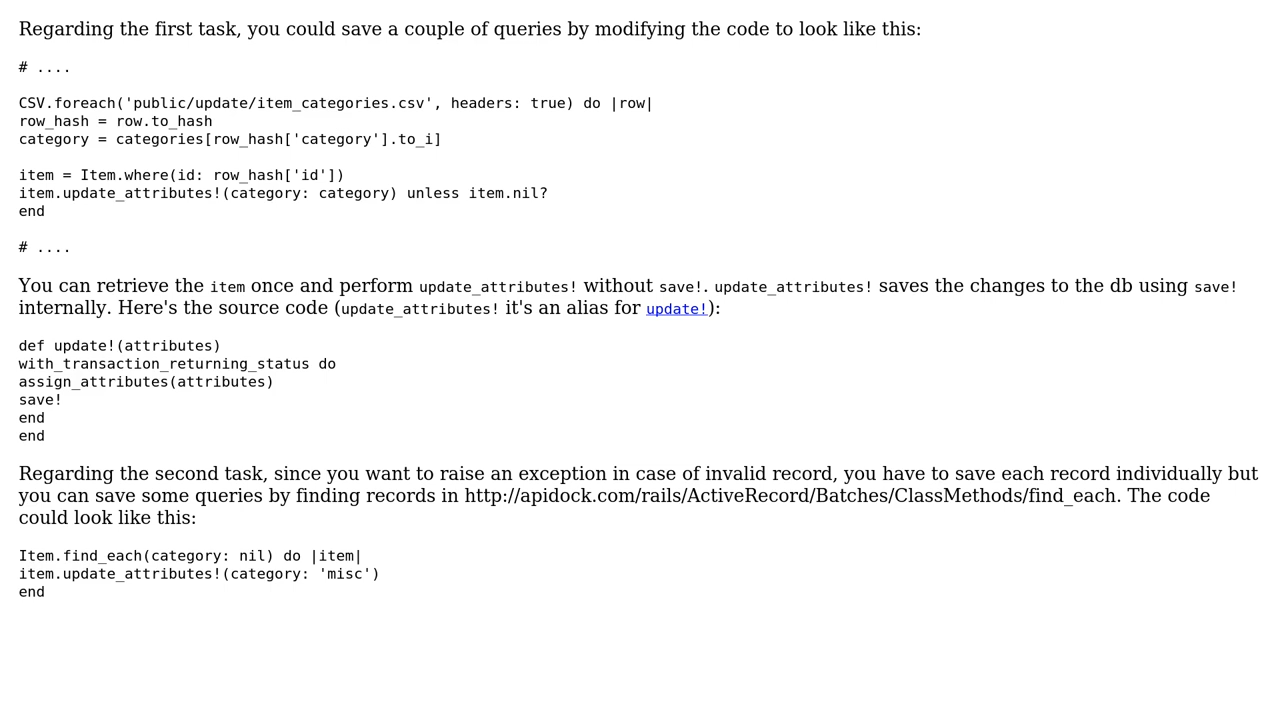 Regarding the first task, you could save a couple of queries by modifying the code to look like this:
# ....
CSV.foreach('public/update/item_categories.csv', headers: true) do |row|
row_hash = row.to_hash
category = categories[row_hash['category'].to_i]
item = Item.where(id: row_hash['id'])
item.update_attributes!(category: category) unless item.nil?
end
# ....
You can retrieve the item once and perform update_attributes! without save!. update_attributes! saves the changes to the db using save!
internally. Here's the source code (update_attributes! it's an alias for update!):
def update!(attributes)
with_transaction_returning_status do
assign_attributes(attributes)
save!
end
end
Regarding the second task, since you want to raise an exception in case of invalid record, you have to save each record individually but
you can save some queries by finding records in http://apidock.com/rails/ActiveRecord/Batches/ClassMethods/find_each. The code
could look like this:
Item.find_each(category: nil) do |item|
item.update_attributes!(category: 'misc')
end